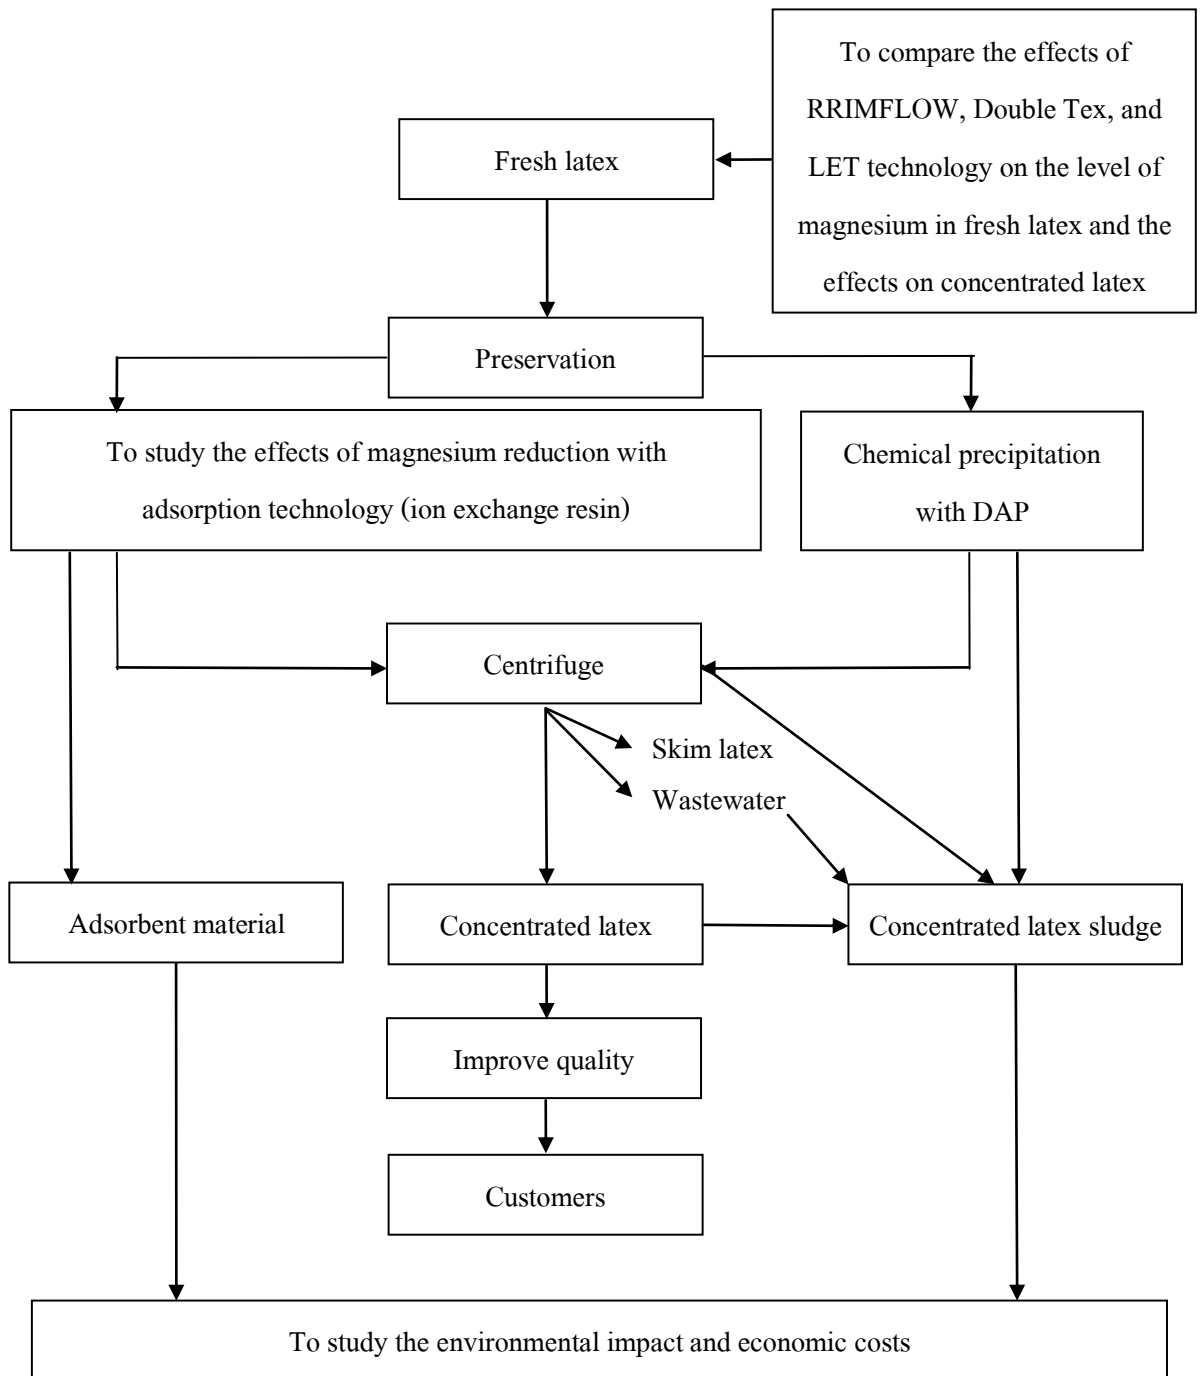 To compare the effects of
RRIMFLOW, Double Tex, and
LET technology on the level of
magnesium in fresh latex and the
effects on concentrated latex
Fresh latex
Preservation
To study the effects of magnesium reduction with
adsorption technology (ion exchange resin)
Chemical precipitation
with DAP
Centrifuge
Skim latex
Wastewater
Adsorbent material
Concentrated latex
Concentrated latex sludge
Improve quality
Customers
To study the environmental impact and economic costs